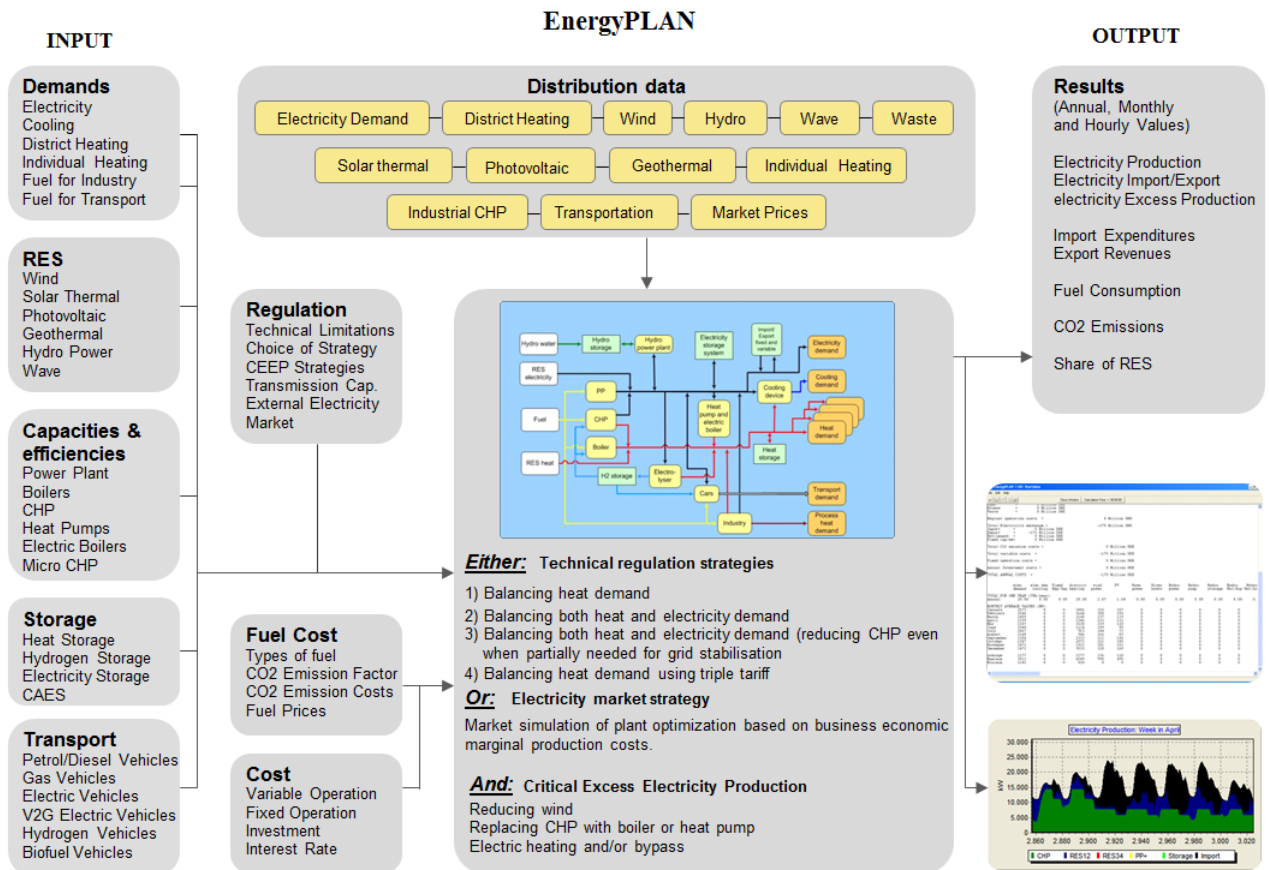 EnergyPLAN
INPUT
OUTPUT
Demands
Electricity
Cooling
District Heating
Individual Heating
Fuel for Industry
Fuel for Transport
RES
Wind
Solar Thermal
Photovoltaic
Geothermal
Hydro Power
Wave
Capacities &
efficiencies
Power Plant
Boilers
CHP
Heat Pumps
Electric Boilers
Micro CHP
Storage
Heat Storage
Hydrogen Storage
Electricity Storage
CAES
Transport
Petrol/Diesel Vehicles
Gas Vehicles
Electric Vehicles
V2G Electric Vehicles
Hydrogen Vehicles
Biofuel Vehicles
Distribution data
Electricity Demand
District Heating
Wind
Hydro
Wave
Waste
Solar thermal
Photovoltaic
Geothermal
Individual Heating
Industrial CHP
Transportation
Market Prices
Regulation
Technical Limitations
Choice of Strategy
CEEP Strategies
Transmission Cap.
External Electricity
Market
Fuel Cost
Types of fuel
CO2 Emission Factor
CO2 Emission Costs
Fuel Prices
Cost
Variable Operation
Fixed Operation
Investment
Interest Rate
Hydro water
Hydro
storage
Hydro
power plant
Electricity
storage
system
Import
Export
fixed and
variable
Electricity
demand
RES
electricity
PP
Cooling
device
Cooling
demand
Fuel
CHP
Heat
pump and
electric
boiler
Boiler
Heat
demand
Heat
storage
RES heat
H2 storage
Electro-
lyser
Cars
Transport
demand
Industry
Process
heat
demand
Either: Technical regulation strategies
1) Balancing heat demand
2) Balancing both heat and electricity demand
3) Balancing both heat and electricity demand (reducing CHP even
when partially needed for grid stabilisation
4) Balancing heat demand using triple tariff
Or: Electricity market strategy
Market simulation of plant optimization based on business economic
marginal production costs.
And: Critical Excess Electricity Production
Reducing wind
Replacing CHP with boiler or heat pump
Electric heating and/or bypass
Results
(Annual, Monthly
and Hourly Values)
Electricity Production
Electricity Import/Export
electricity Excess Production
Import Expenditures
Export Revenues
Fuel Consumption
CO2 Emissions
Share of RES
Electricity Production: Week in April
kW
30.000
25.000
20.000
15.000
10.000
5.000
0
2.860 2.880 2.900 2.920 2.940 2.960 2.980 3.000 3.020
CHP RES12 RES34 PP+ Storage Import